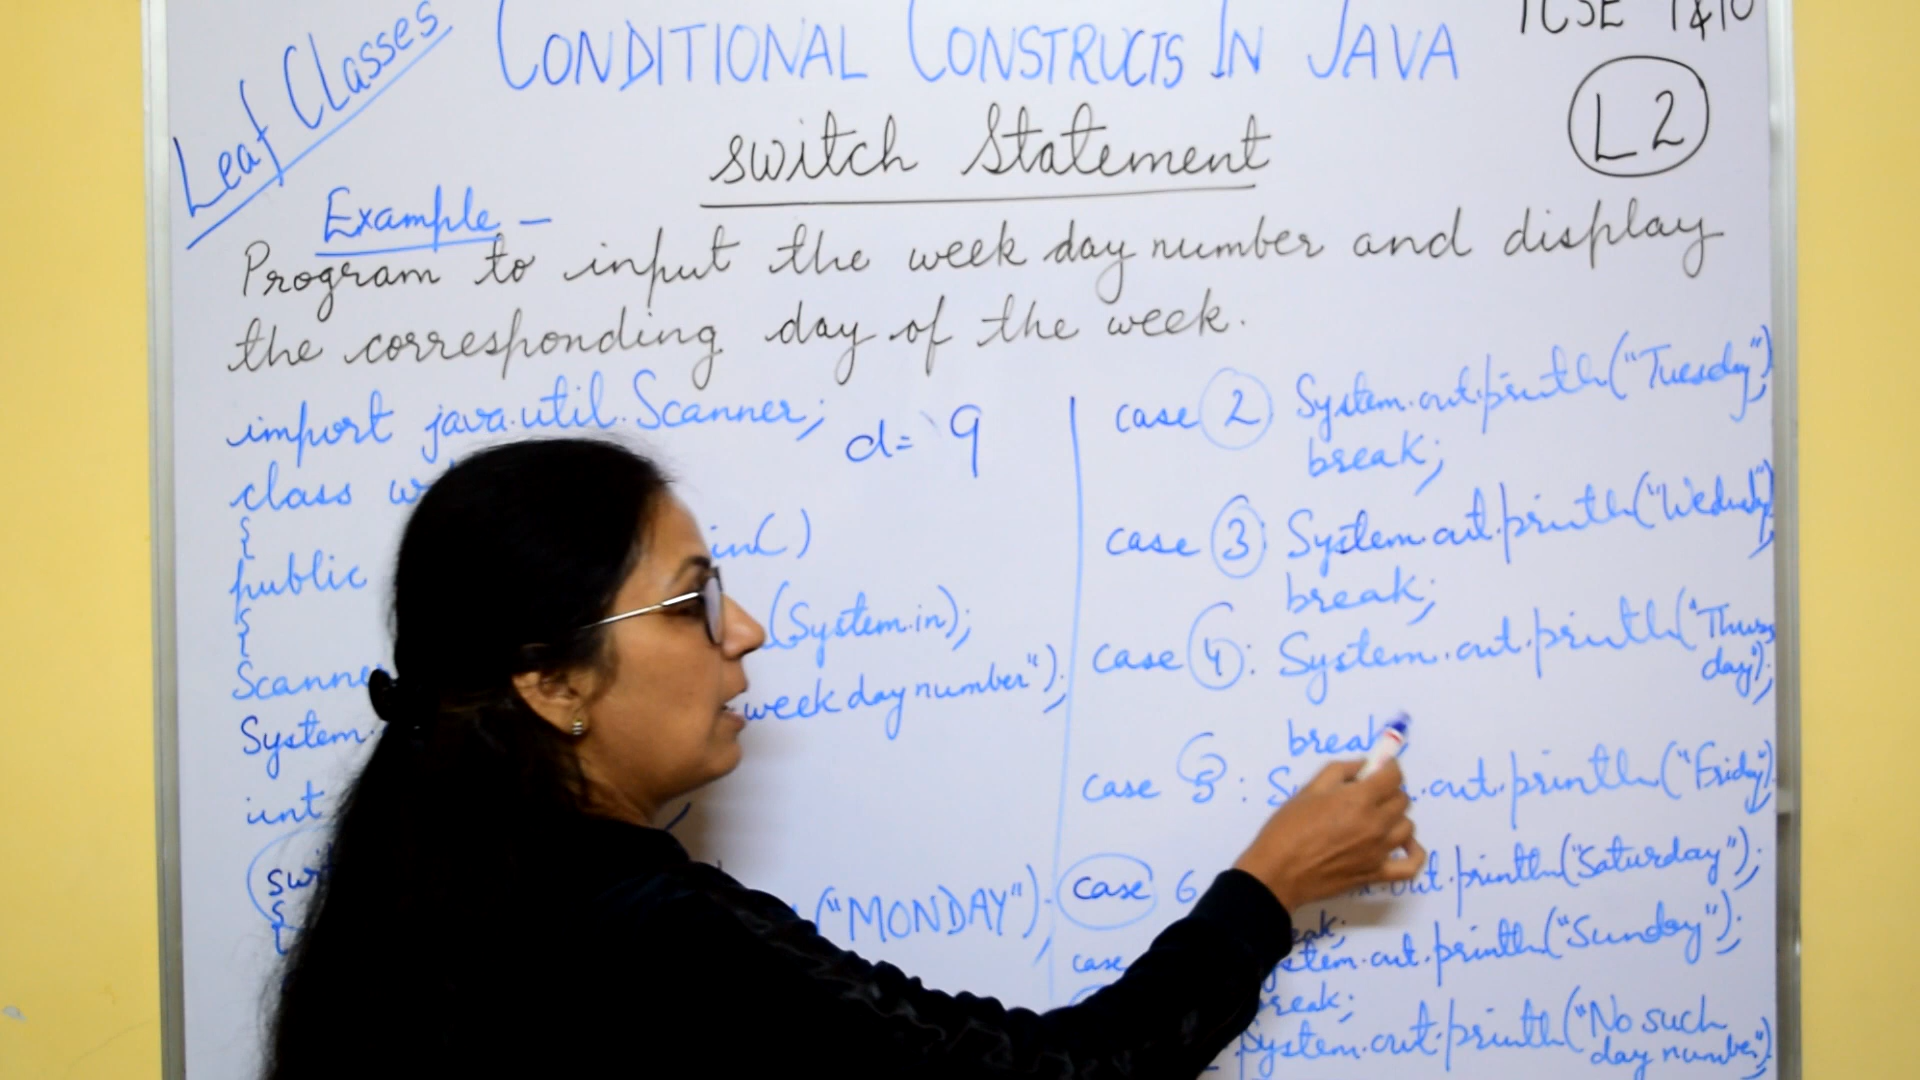 Leaf Classes
CONDITIONAL CONSTRUCTS IN JAVA
ICSE 9&10
L2
switch Statement
Example -
Program to input the week day number and display
the corresponding day of the week.
import java.util.Scanner;
d= 9
class
{
public in( )
{
(System.in);
System. week day number");
int
{
("MONDAY");
case 2 System.out.println("Tuesday");
break;
case 3: System.out.println("Wednesday");
break;
case 4: System.out.println("Thurs
day");
break;
case 5: .out.println("Friday");
case 6 .out.println("Saturday");
case .out.println("Sunday");
System.out.println("No such
day number")